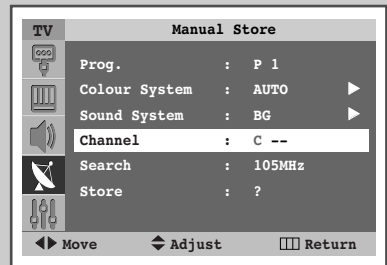 TV Manual Store
Prog. : P 1
Colour System : AUTO ▶
Sound System : BG ▶
Channel : C --
Search : 105MHz
Store : ?
Move Adjust Return